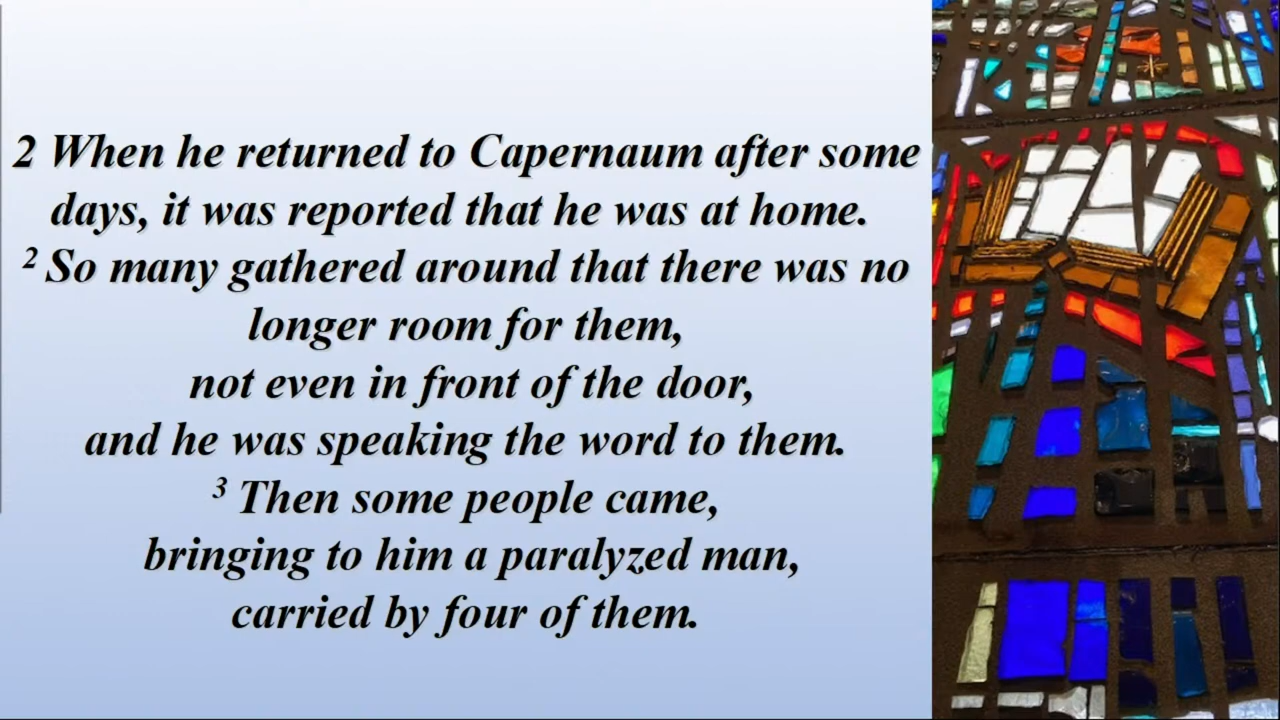 2 When he returned to Capernaum after some
days, it was reported that he was at home.
2 So many gathered around that there was no
longer room for them,
not even in front of the door,
and he was speaking the word to them.
3 Then some people came,
bringing to him a paralyzed man,
carried by four of them.